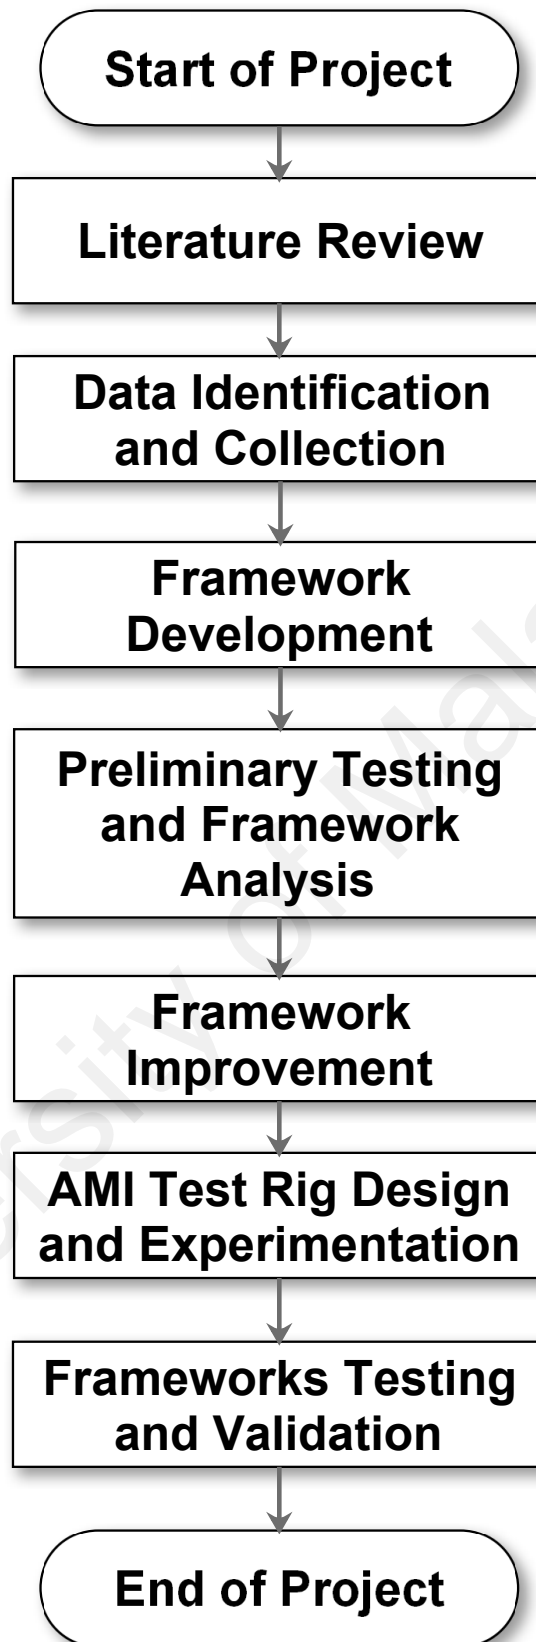 Start of Project
Literature Review
Data Identification
and Collection
Framework
Development
Preliminary Testing
and Framework
Analysis
Framework
Improvement
AMI Test Rig Design
and Experimentation
Frameworks Testing
and Validation
End of Project